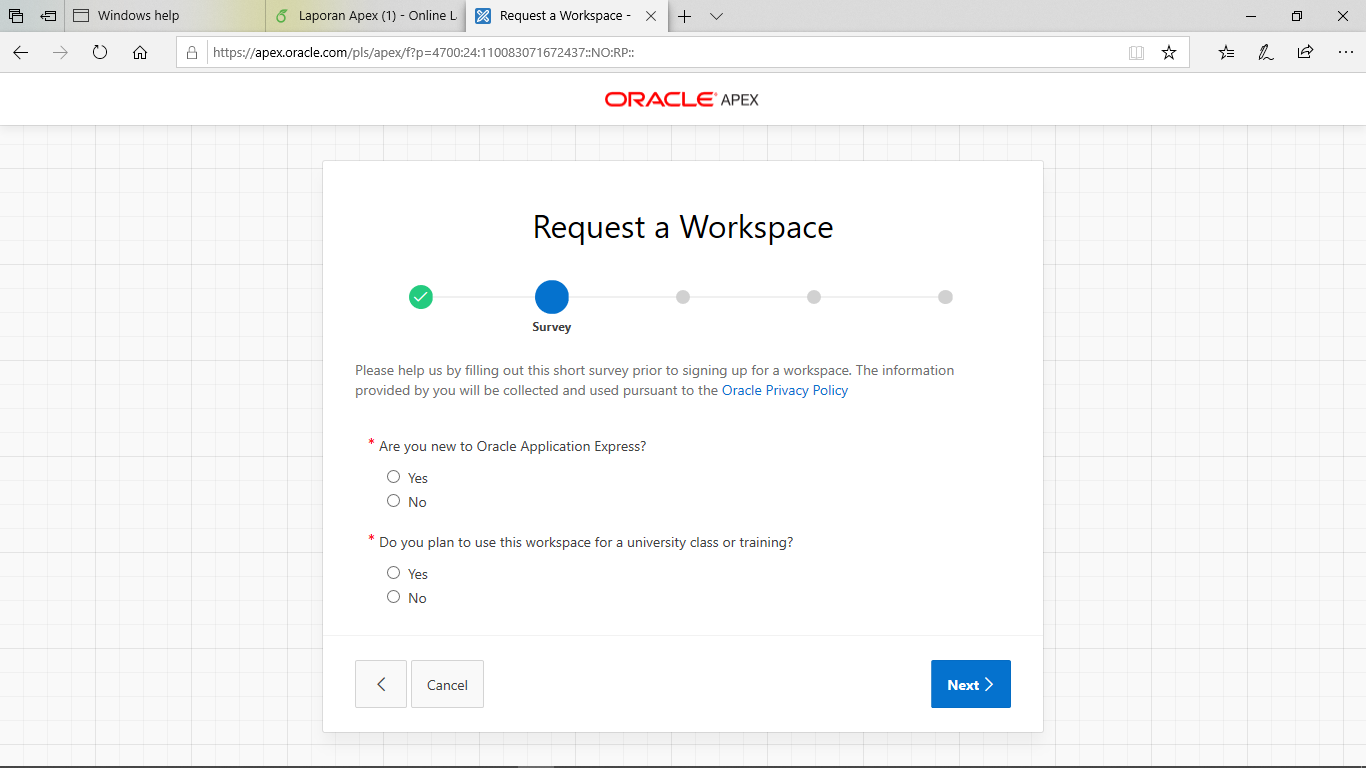 Windows help
Laparan Apex (1) - Online L
Request a Workspace -
https://apex.oracle.com/pls/apex/f?p=4700:24:110083071672437::NO:RP::
ORACLE APEX
Request a Workspace
Survey
Please help us by filling out this short survey prior to signing up for a workspace. The information
provided by you will be collected and used pursuant to the Oracle Privacy Policy
* Are you new to Oracle Application Express?
Yes
No
* Do you plan to use this workspace for a university class or training?
Yes
No
Cancel
Next